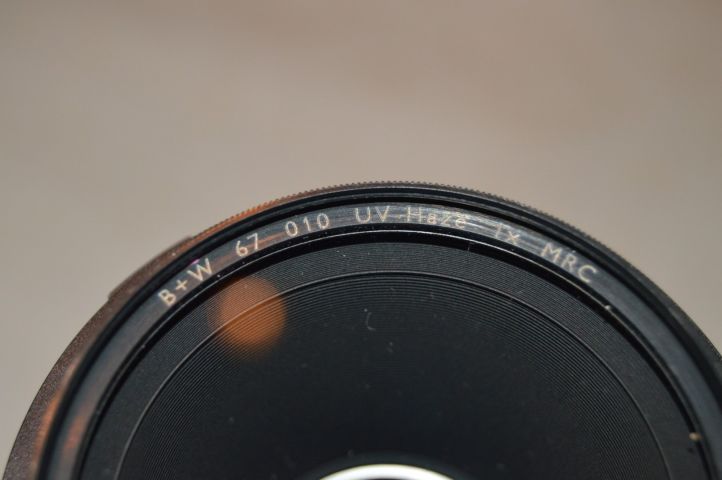 B+W 67 010 UV-Haze 1x MRC